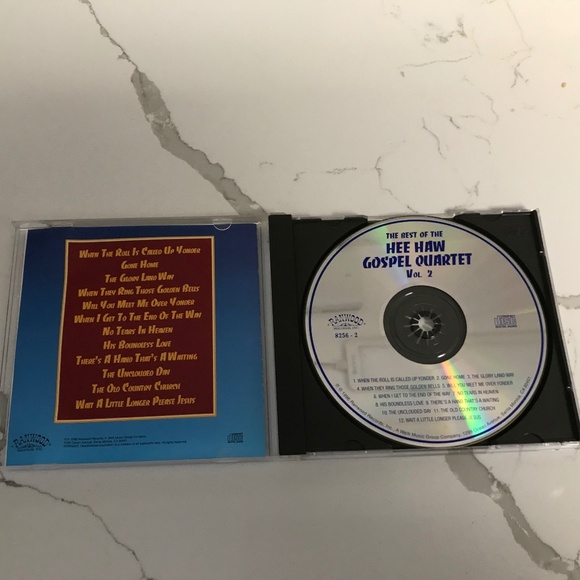 When The Roll Is Called Up Yonder
Gone Home
The Glory Land Way
When They Ring Those Golden Bells
Will You Meet Me Over Yonder
When I Get To The End Of The Way
No Tears In Heaven
His Boundless Love
There's A Hand That's A Waiting
The Unclouded Day
The Old Country Church
Wait A Little Longer Please Jesus
RANWOOD
THE BEST OF THE
HEE HAW
GOSPEL QUARTET
VOL. 2
RANWOOD
8256 - 2
1. WHEN THE ROLL IS CALLED UP YONDER 2. GONE HOME 3. THE GLORY LAND WAY
4. WHEN THEY RING THOSE GOLDEN BELLS 5. WILL YOU MEET ME OVER YONDER
6. WHEN I GET TO THE END OF THE WAY 7. NO TEARS IN HEAVEN
8. HIS BOUNDLESS LOVE 9. THERE'S A HAND THAT'S A WAITING
10. THE UNCLOUDED DAY 11. THE OLD COUNTRY CHURCH
12. WAIT A LITTLE LONGER PLEASE JESUS